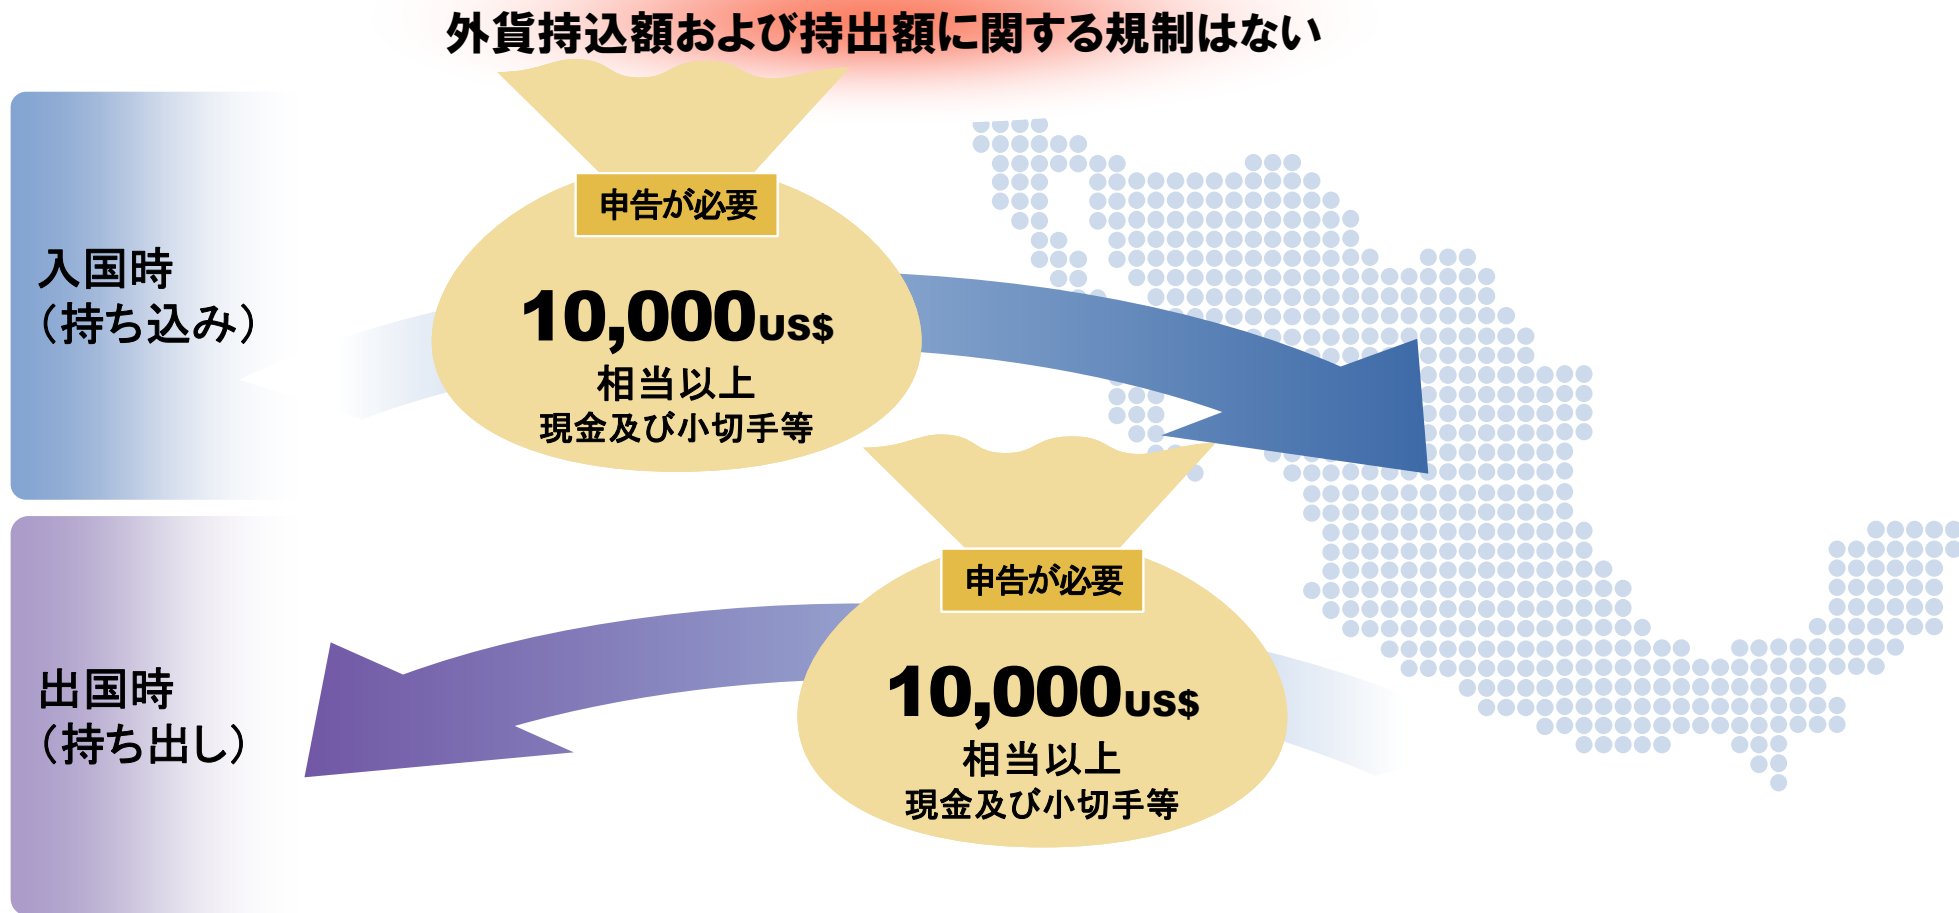 外貨持込額および持出額に関する規制はない
入国時
（持ち込み）
申告が必要
10,000US$
相当以上
現金及び小切手等
出国時
（持ち出し）
申告が必要
10,000US$
相当以上
現金及び小切手等